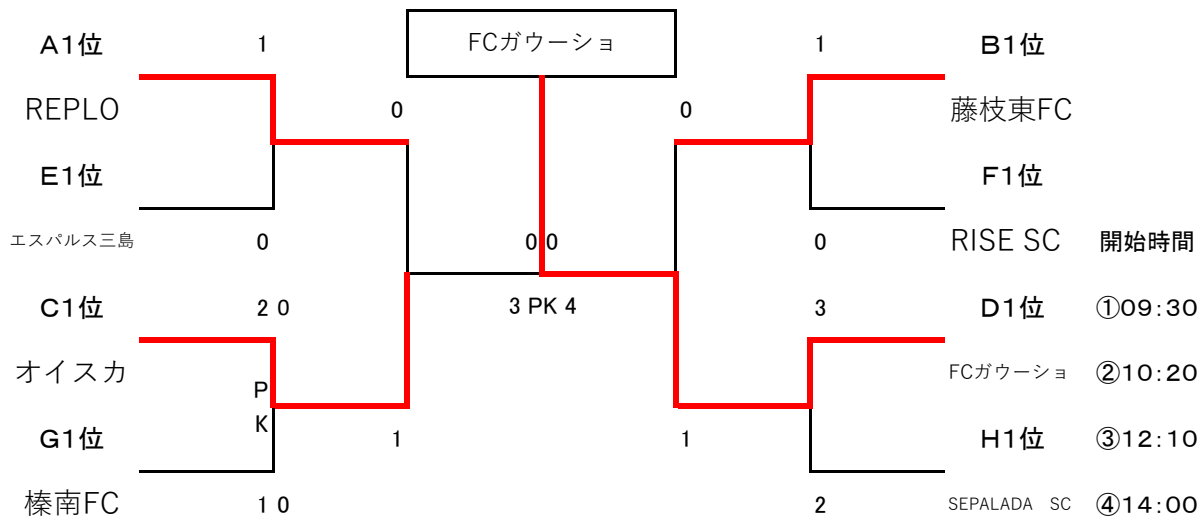 A1位 1 FCガウーショ 1 B1位
REPLO 0 0 藤枝東FC
E1位 F1位
エスパルス三島 0 0 0 0 RISE SC 開始時間
C1位 2 0 3 PK 4 3 D1位 ①09:30
オイスカ FCガウーショ ②10:20
P
K
G1位 1 1 H1位 ③12:10
榛南FC 1 0 2 SEPALADA SC ④14:00